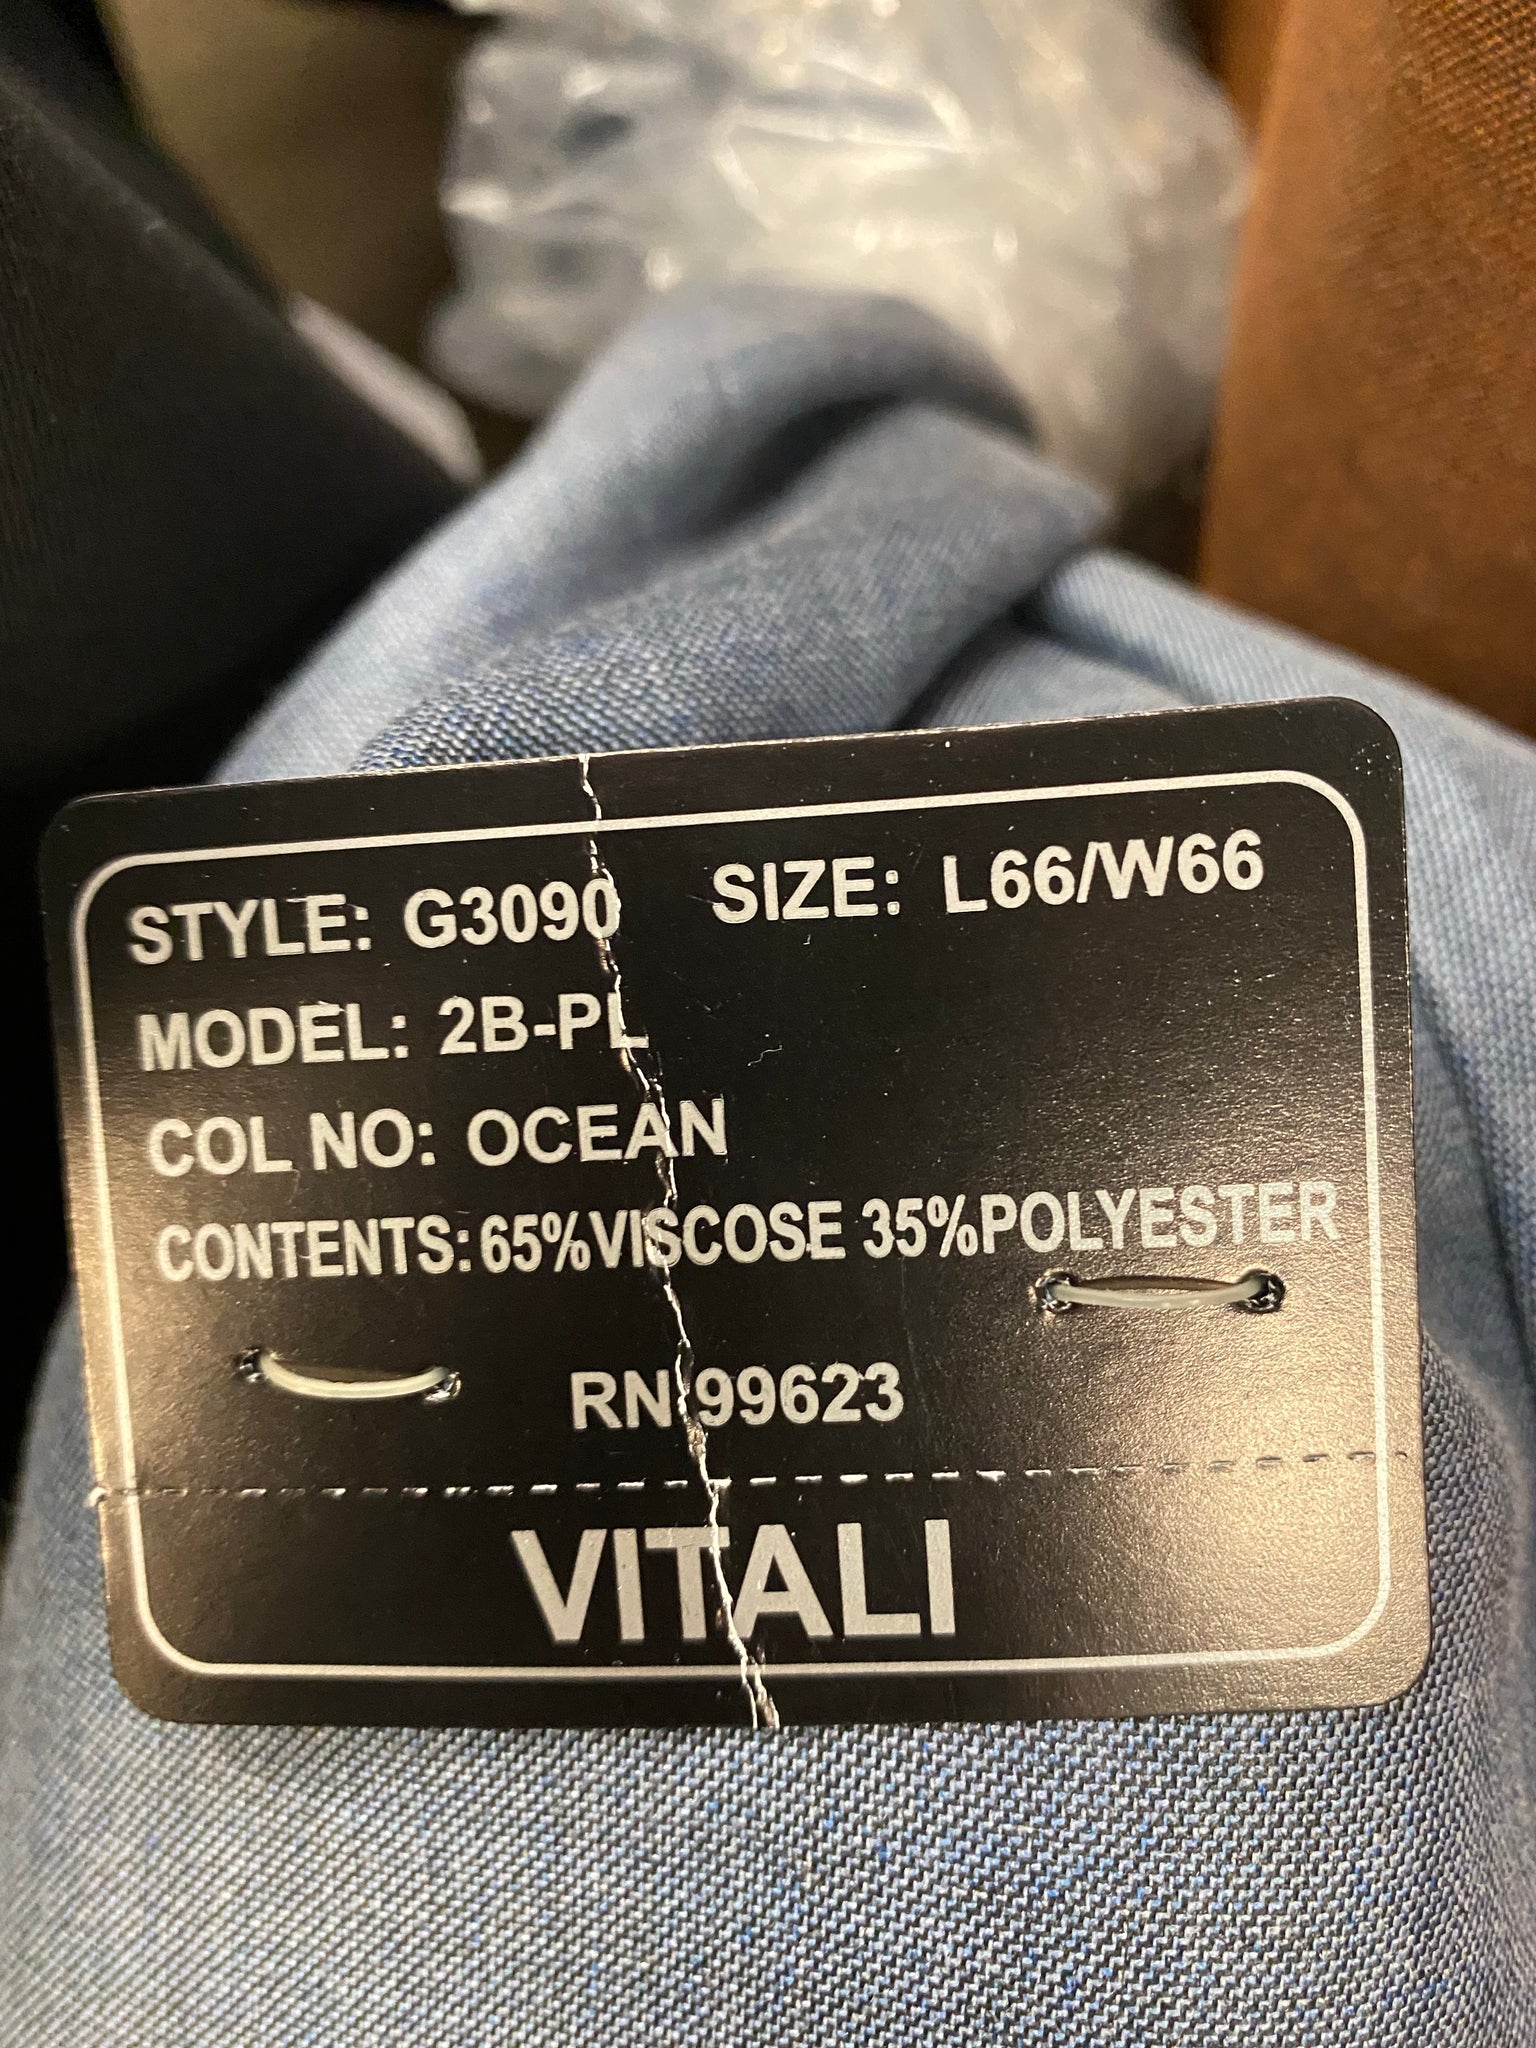 STYLE: G3090 SIZE: L66/W66
MODEL: 2B-PL
COL NO: OCEAN
CONTENTS: 65%VISCOSE 35%POLYESTER
RN 99623
VITALI